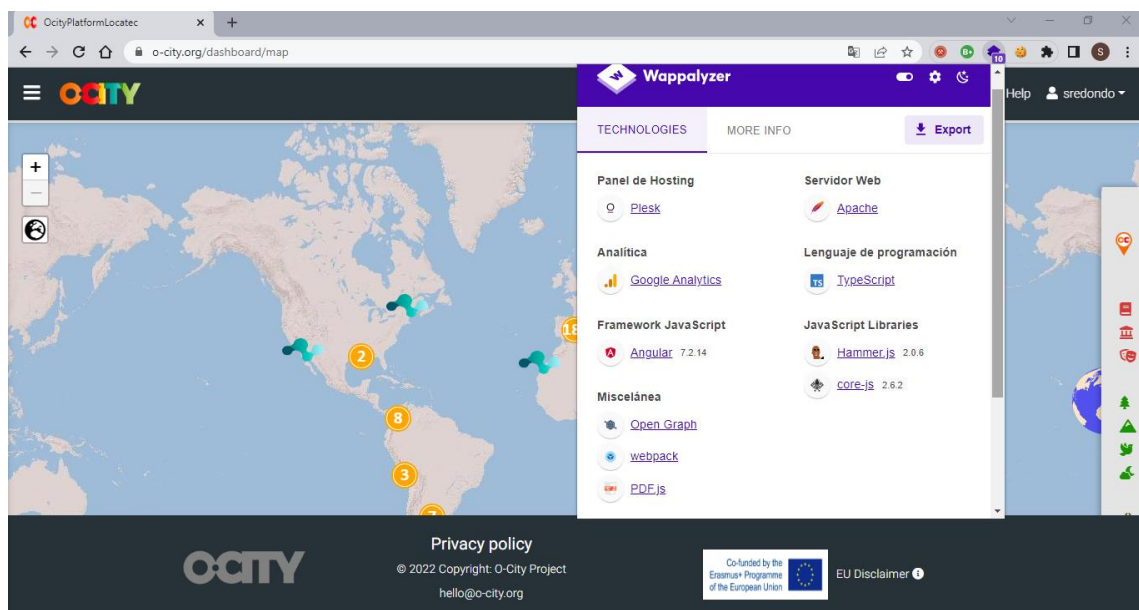 OcityPlatformLocatec
o-city.org/dashboard/map
10
S
OCITY
Wappalyzer
Help
sredondo
TECHNOLOGIES
MORE INFO
Export
Panel de Hosting
Plesk
Servidor Web
Apache
Analítica
Google Analytics
Lenguaje de programación
TS
TypeScript
Framework JavaScript
Angular 7.2.14
JavaScript Libraries
Hammer.js 2.0.6
core-js 2.6.2
Miscelánea
Open Graph
webpack
PDF.js
+
−
2
18
8
3
OCITY
Privacy policy
© 2022 Copyright: O-City Project
hello@o-city.org
Co-funded by the
Erasmus+ Programme
of the European Union
EU Disclaimer